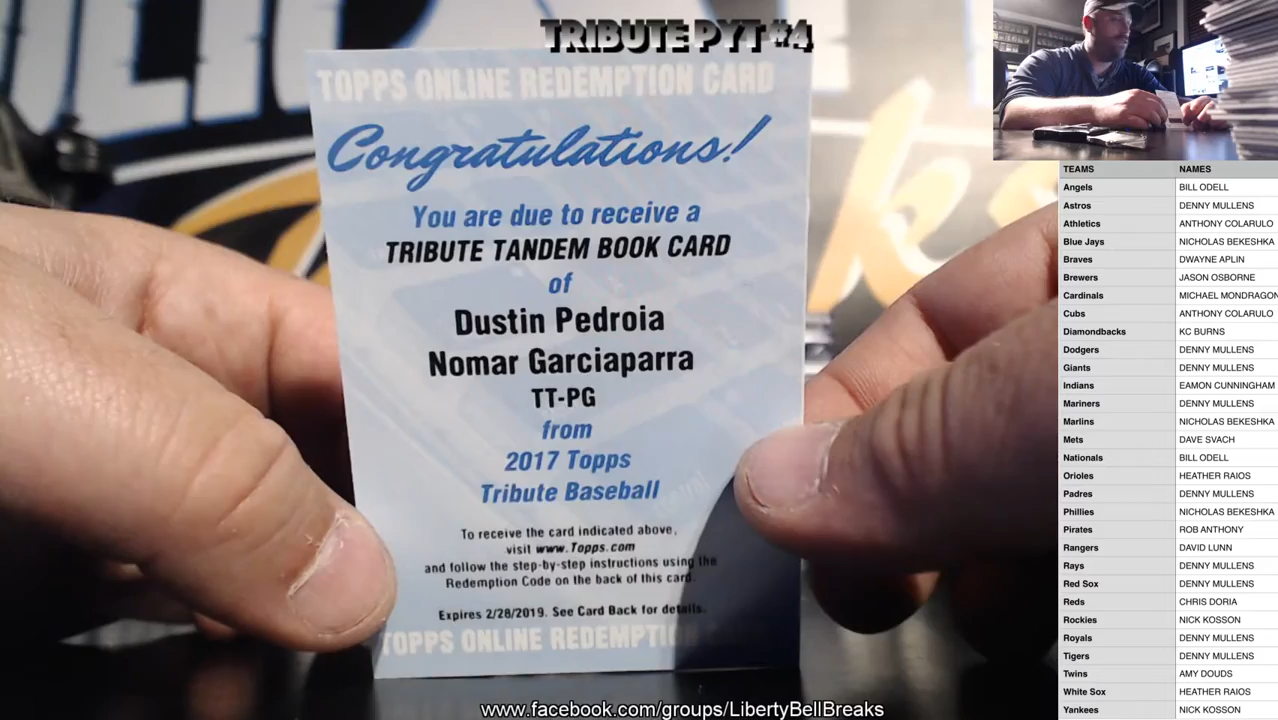 TRIBUTE PYT #4
TOPPS ONLINE REDEMPTION CARD
Congratulations!
You are due to receive a
TRIBUTE TANDEM BOOK CARD
of
Dustin Pedroia
Nomar Garciaparra
TT-PG
from
2017 Topps
Tribute Baseball
To receive the card indicated above,
visit www.Topps.com
and follow the step-by-step instructions using the
Redemption Code on the back of this card.
Expires 2/28/2019. See Card Back for details.
TOPPS ONLINE REDEMPTION
www.facebook.com/groups/LibertyBellBreaks
TEAMS NAMES
Angels BILL ODELL
Astros DENNY MULLENS
Athletics ANTHONY COLARULO
Blue Jays NICHOLAS BEKESHKA
Braves DWAYNE APLIN
Brewers JASON OSBORNE
Cardinals MICHAEL MONDRAGON
Cubs ANTHONY COLARULO
Diamondbacks KC BURNS
Dodgers DENNY MULLENS
Giants DENNY MULLENS
Indians EAMON CUNNINGHAM
Mariners DENNY MULLENS
Marlins NICHOLAS BEKESHKA
Mets DAVE SVACH
Nationals BILL ODELL
Orioles HEATHER RAIOS
Padres DENNY MULLENS
Phillies NICHOLAS BEKESHKA
Pirates ROB ANTHONY
Rangers DAVID LUNN
Rays DENNY MULLENS
Red Sox DENNY MULLENS
Reds CHRIS DORIA
Rockies NICK KOSSON
Royals DENNY MULLENS
Tigers DENNY MULLENS
Twins AMY DOUDS
White Sox HEATHER RAIOS
Yankees NICK KOSSON